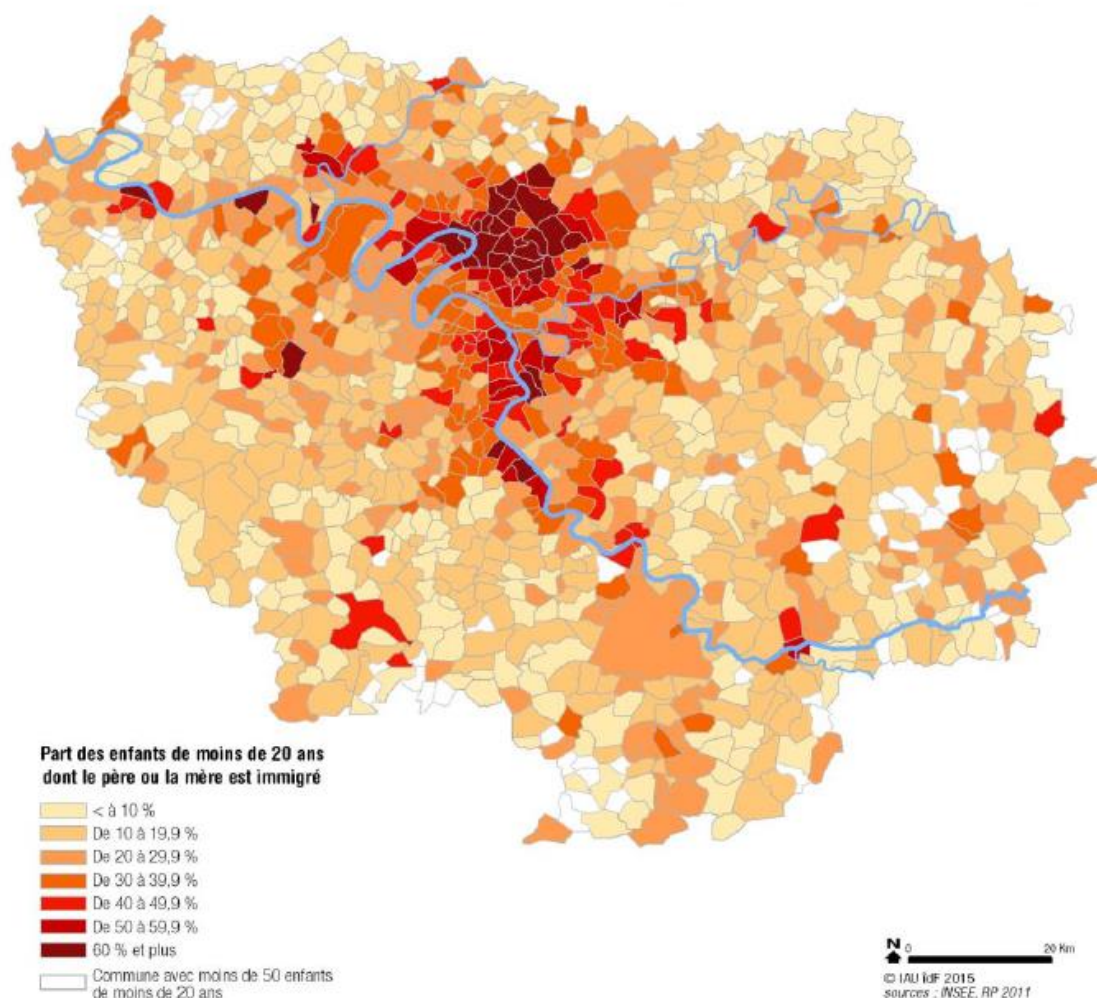 Part des enfants de moins de 20 ans
dont le père ou la mère est immigré
< à 10 %
De 10 à 19,9 %
De 20 à 29,9 %
De 30 à 39,9 %
De 40 à 49,9 %
De 50 à 59,9 %
60 % et plus
Commune avec moins de 50 enfants
de moins de 20 ans
N
0 20 Km
© IAU îdF 2015
sources : INSEE, RP 2011